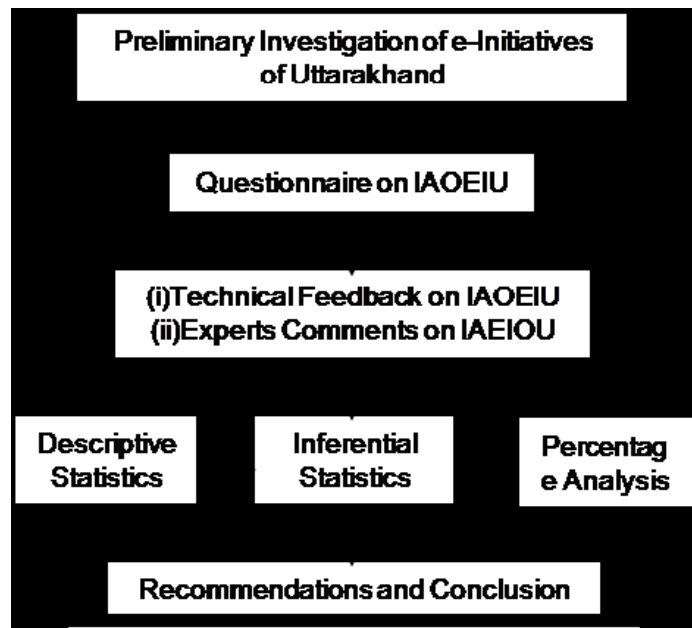 Preliminary Investigation of e-Initiatives
of Uttarakhand
Questionnaire on IAOEIU
(i)Technical Feedback on IAOEIU
(ii)Experts Comments on IAEIOU
Descriptive
Statistics
Inferential
Statistics
Percentag
e Analysis
Recommendations and Conclusion